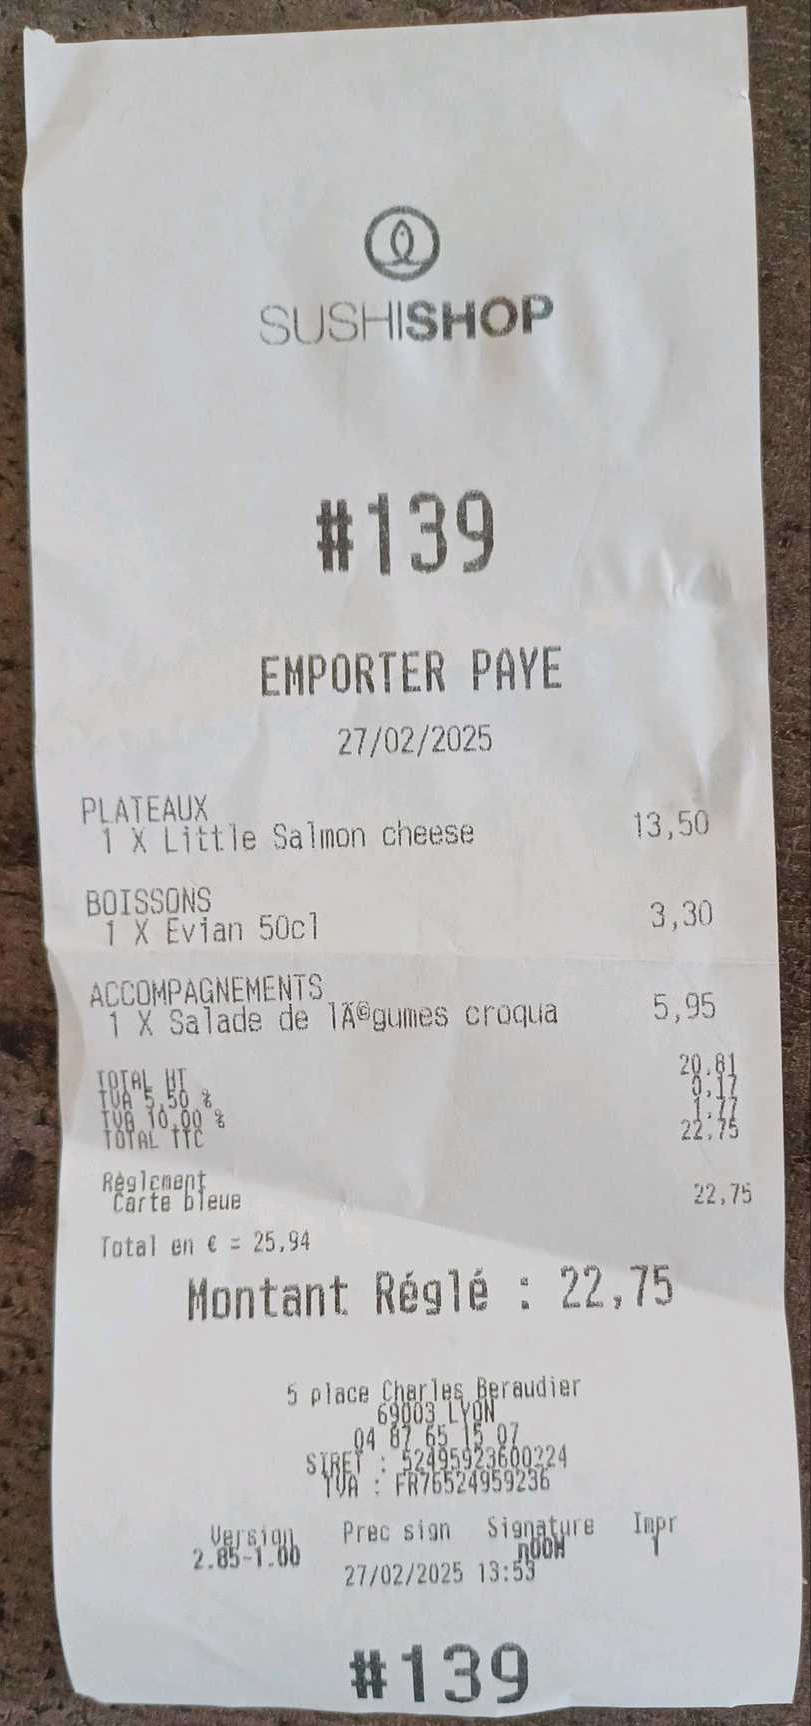 SUSHISHOP
#139
EMPORTER PAYE
27/02/2025
PLATEAUX
1 X Little Salmon cheese 13,50
BOISSONS
1 X Evian 50cl 3,30
ACCOMPAGNEMENTS
1 X Salade de lÃ©gumes croqua 5,95
TOTAL HT 20.81
TVA 5,50 % 0,17
TVA 10,00 % 1,77
TOTAL TTC 22,75
Règlement
Carte bleue 22,75
Total en € = 25,94
Montant Réglé : 22,75
5 place Charles Beraudier
69003 LYON
04 87 65 15 07
SIRET : 52495923600224
TVA : FR76524959236
Version Prec sign Signature Impr
2.85-1.00 nOOW 1
27/02/2025 13:53
#139